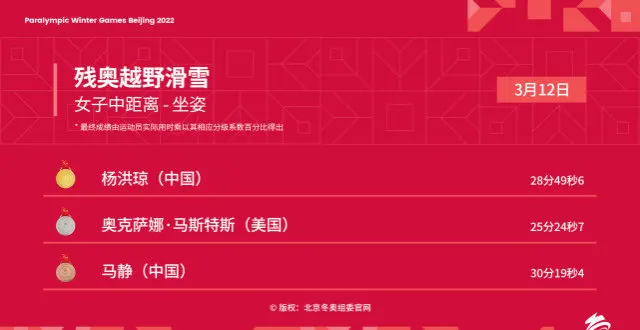 Paralympic Winter Games Beijing 2022
残奥越野滑雪
女子中距离 - 坐姿
3月12日
* 最终成绩由运动员实际用时乘以其相应分级系数百分比得出
杨洪琼（中国） 28分49秒6
奥克萨娜·马斯特斯（美国） 25分24秒7
马静（中国） 30分19秒4
© 版权：北京冬奥组委官网